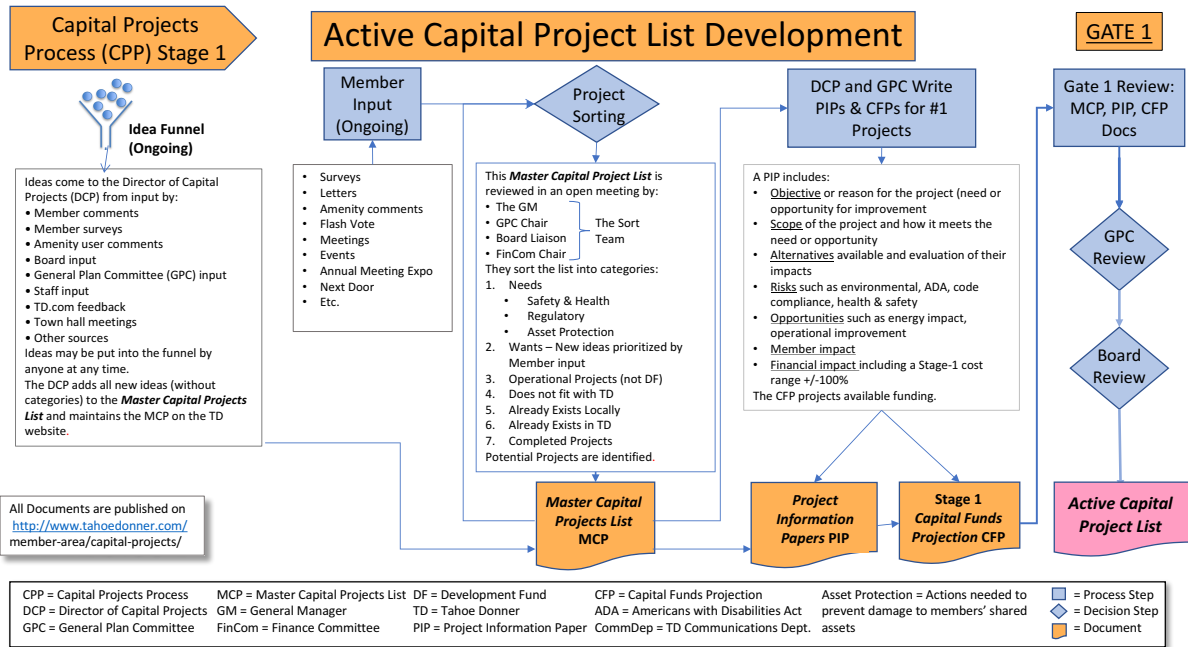 Capital Projects
Process (CPP) Stage 1
Active Capital Project List Development
GATE 1
Idea Funnel
(Ongoing)
Ideas come to the Director of Capital
Projects (DCP) from input by:
• Member comments
• Member surveys
• Amenity user comments
• Board input
• General Plan Committee (GPC) input
• Staff input
• TD.com feedback
• Town hall meetings
• Other sources
Ideas may be put into the funnel by
anyone at any time.
The DCP adds all new ideas (without
categories) to the Master Capital Projects
List and maintains the MCP on the TD
website.
All Documents are published on
http://www.tahoedonner.com/
member-area/capital-projects/
Member
Input
(Ongoing)
• Surveys
• Letters
• Amenity comments
• Flash Vote
• Meetings
• Events
• Annual Meeting Expo
• Next Door
• Etc.
Project
Sorting
This Master Capital Project List is
reviewed in an open meeting by:
• The GM
• GPC Chair
• Board Liaison
• FinCom Chair
The Sort
Team
They sort the list into categories:
1. Needs
• Safety & Health
• Regulatory
• Asset Protection
2. Wants – New ideas prioritized by
Member input
3. Operational Projects (not DF)
4. Does not fit with TD
5. Already Exists Locally
6. Already Exists in TD
7. Completed Projects
Potential Projects are identified.
Master Capital
Projects List
MCP
DCP and GPC Write
PIPs & CFPs for #1
Projects
A PIP includes:
• Objective or reason for the project (need or
opportunity for improvement
• Scope of the project and how it meets the
need or opportunity
• Alternatives available and evaluation of their
impacts
• Risks such as environmental, ADA, code
compliance, health & safety
• Opportunities such as energy impact,
operational improvement
• Member impact
• Financial impact including a Stage-1 cost
range +/-100%
The CFP projects available funding.
Project
Information
Papers PIP
Stage 1
Capital Funds
Projection CFP
Gate 1 Review:
MCP, PIP, CFP
Docs
GPC
Review
Board
Review
Active Capital
Project List
CPP = Capital Projects Process
DCP = Director of Capital Projects
GPC = General Plan Committee
MCP = Master Capital Projects List
GM = General Manager
FinCom = Finance Committee
DF = Development Fund
TD = Tahoe Donner
PIP = Project Information Paper
CFP = Capital Funds Projection
ADA = Americans with Disabilities Act
CommDep = TD Communications Dept.
Asset Protection = Actions needed to
prevent damage to members' shared
assets
= Process Step
= Decision Step
= Document